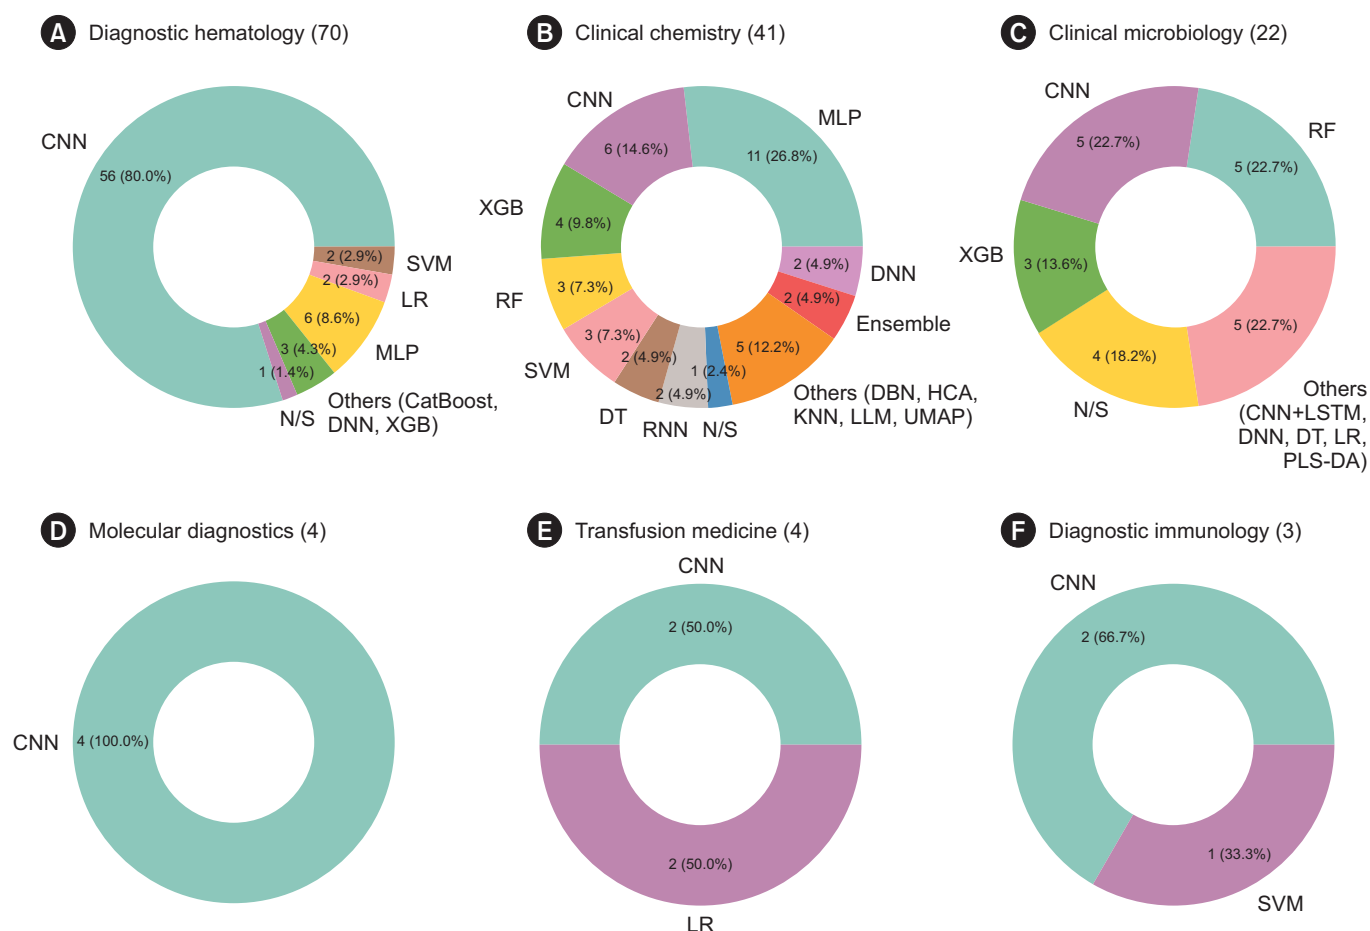 A Diagnostic hematology (70)
CNN
56 (80.0%)
2 (2.9%)
SVM
2 (2.9%)
LR
6 (8.6%)
MLP
3 (4.3%)
Others (CatBoost,
DNN, XGB)
1 (1.4%)
N/S
B Clinical chemistry (41)
CNN
6 (14.6%)
MLP
11 (26.8%)
XGB
4 (9.8%)
RF
3 (7.3%)
SVM
3 (7.3%)
DT
2 (4.9%)
RNN
2 (4.9%)
N/S
1 (2.4%)
5 (12.2%)
Others (DBN, HCA,
KNN, LLM, UMAP)
2 (4.9%)
Ensemble
2 (4.9%)
DNN
C Clinical microbiology (22)
CNN
5 (22.7%)
RF
5 (22.7%)
XGB
3 (13.6%)
N/S
4 (18.2%)
5 (22.7%)
Others
(CNN+LSTM,
DNN, DT, LR,
PLS-DA)
D Molecular diagnostics (4)
CNN
4 (100.0%)
E Transfusion medicine (4)
CNN
2 (50.0%)
2 (50.0%)
LR
F Diagnostic immunology (3)
CNN
2 (66.7%)
1 (33.3%)
SVM